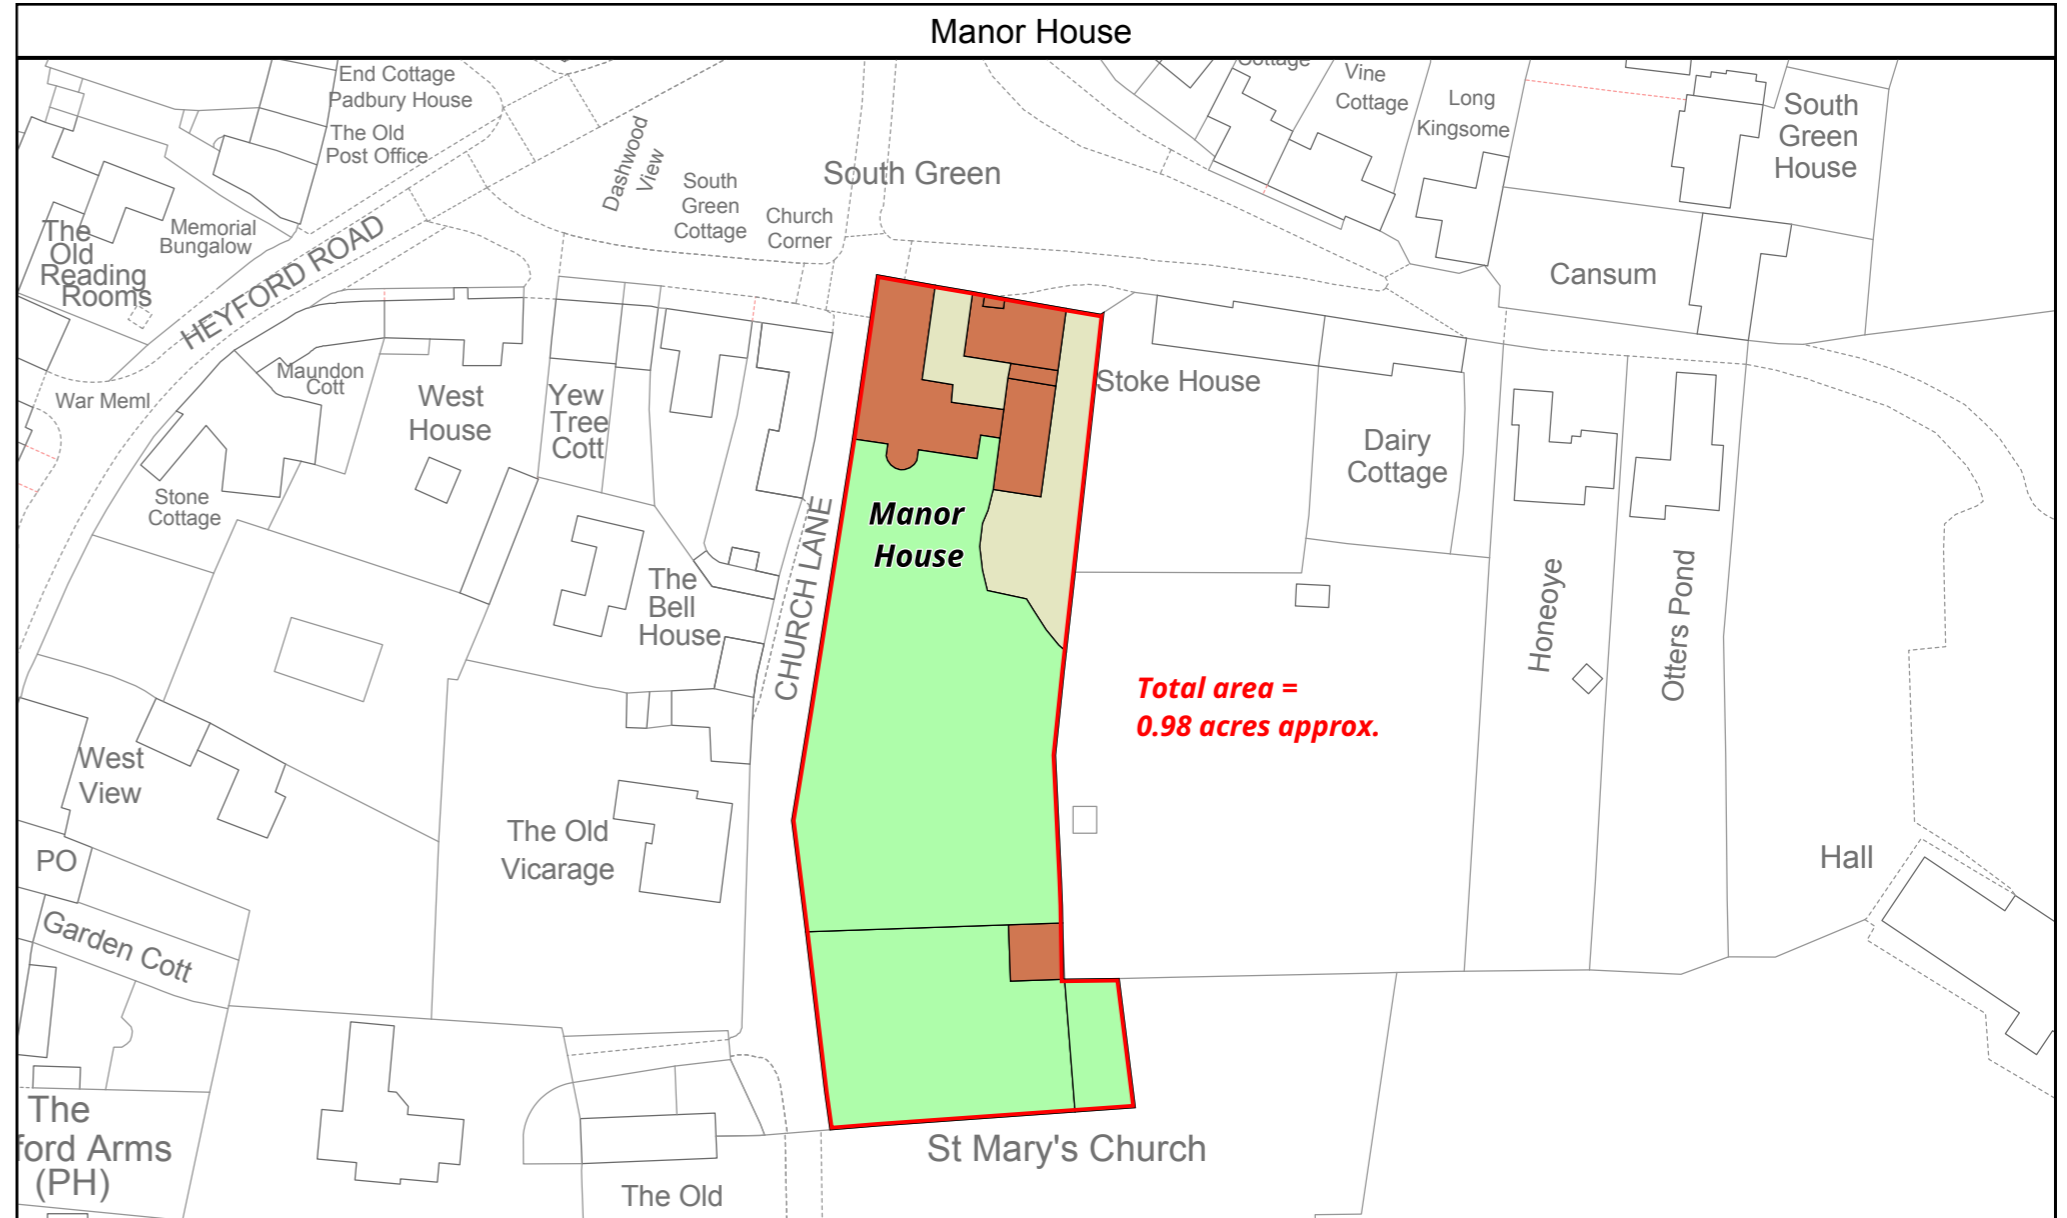 Manor House
End Cottage
Padbury House
The Old
Post Office
Dashwood
View
South
Green
Cottage
Church
Corner
South Green
Cottage
Vine
Cottage
Long
Kingsome
South
Green
House
Cansum
The
Old
Reading
Rooms
Memorial
Bungalow
HEYFORD ROAD
War Meml
Maundon
Cott
West
House
Yew
Tree
Cott
Stone
Cottage
The
Bell
House
CHURCH LANE
Manor
House
Stoke House
Dairy
Cottage
Honeoye
Otters Pond
Total area =
0.98 acres approx.
West
View
PO
Garden Cott
The Old
Vicarage
Hall
The
ford Arms
(PH)
The Old
St Mary's Church